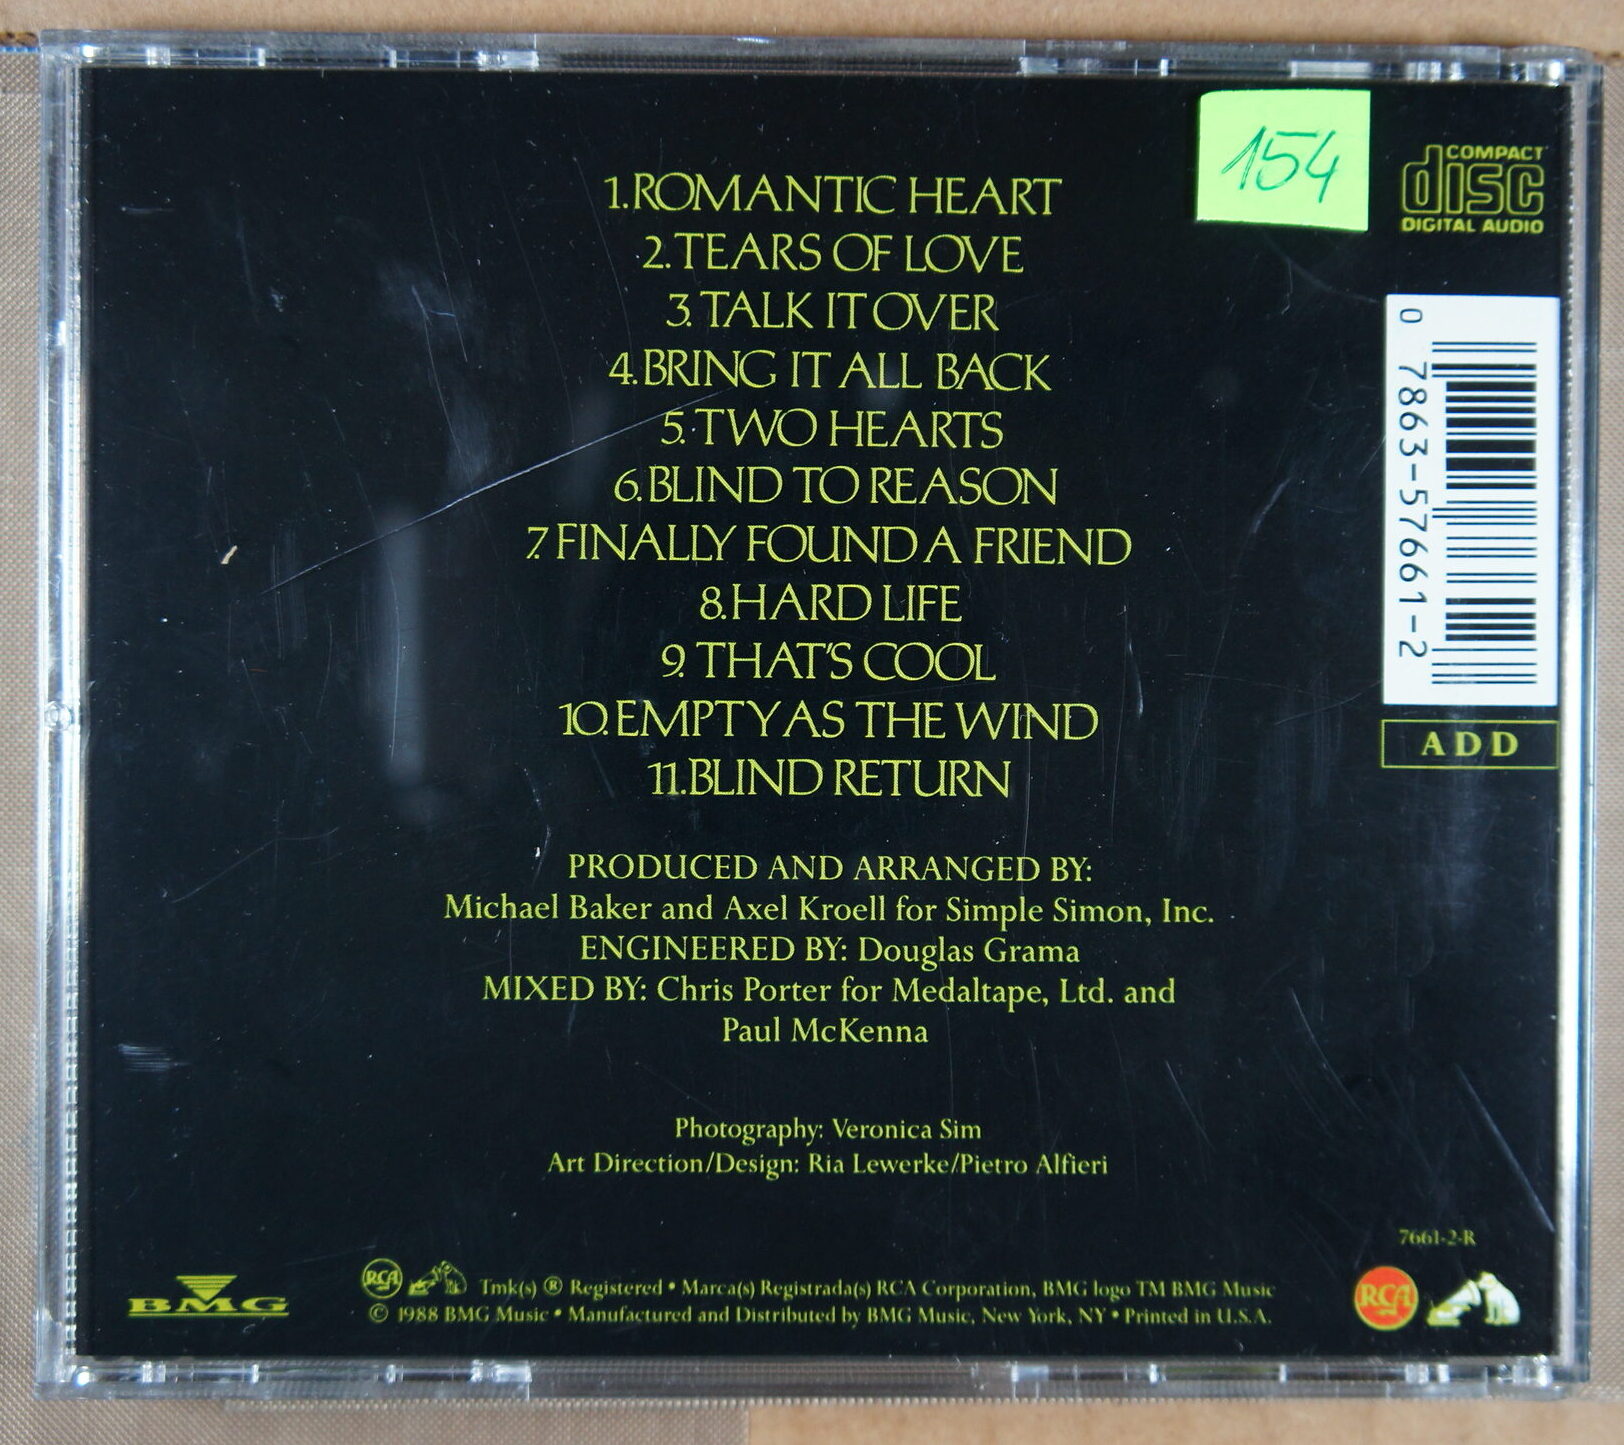 154
COMPACT
disc
DIGITAL AUDIO
1. ROMANTIC HEART
2. TEARS OF LOVE
3. TALK IT OVER
4. BRING IT ALL BACK
5. TWO HEARTS
6. BLIND TO REASON
7. FINALLY FOUND A FRIEND
8. HARD LIFE
9. THAT'S COOL
10. EMPTY AS THE WIND
11. BLIND RETURN
0 7863-57661-2
ADD
PRODUCED AND ARRANGED BY:
Michael Baker and Axel Kroell for Simple Simon, Inc.
ENGINEERED BY: Douglas Grama
MIXED BY: Chris Porter for Medaltape, Ltd. and
Paul McKenna
Photography: Veronica Sim
Art Direction/Design: Ria Lewerke/Pietro Alfieri
7661-2-R
BMG
RCA
Tmk(s) ® Registered • Marca(s) Registrada(s) RCA Corporation, BMG logo TM BMG Music
© 1988 BMG Music • Manufactured and Distributed by BMG Music, New York, NY • Printed in U.S.A.
RCA